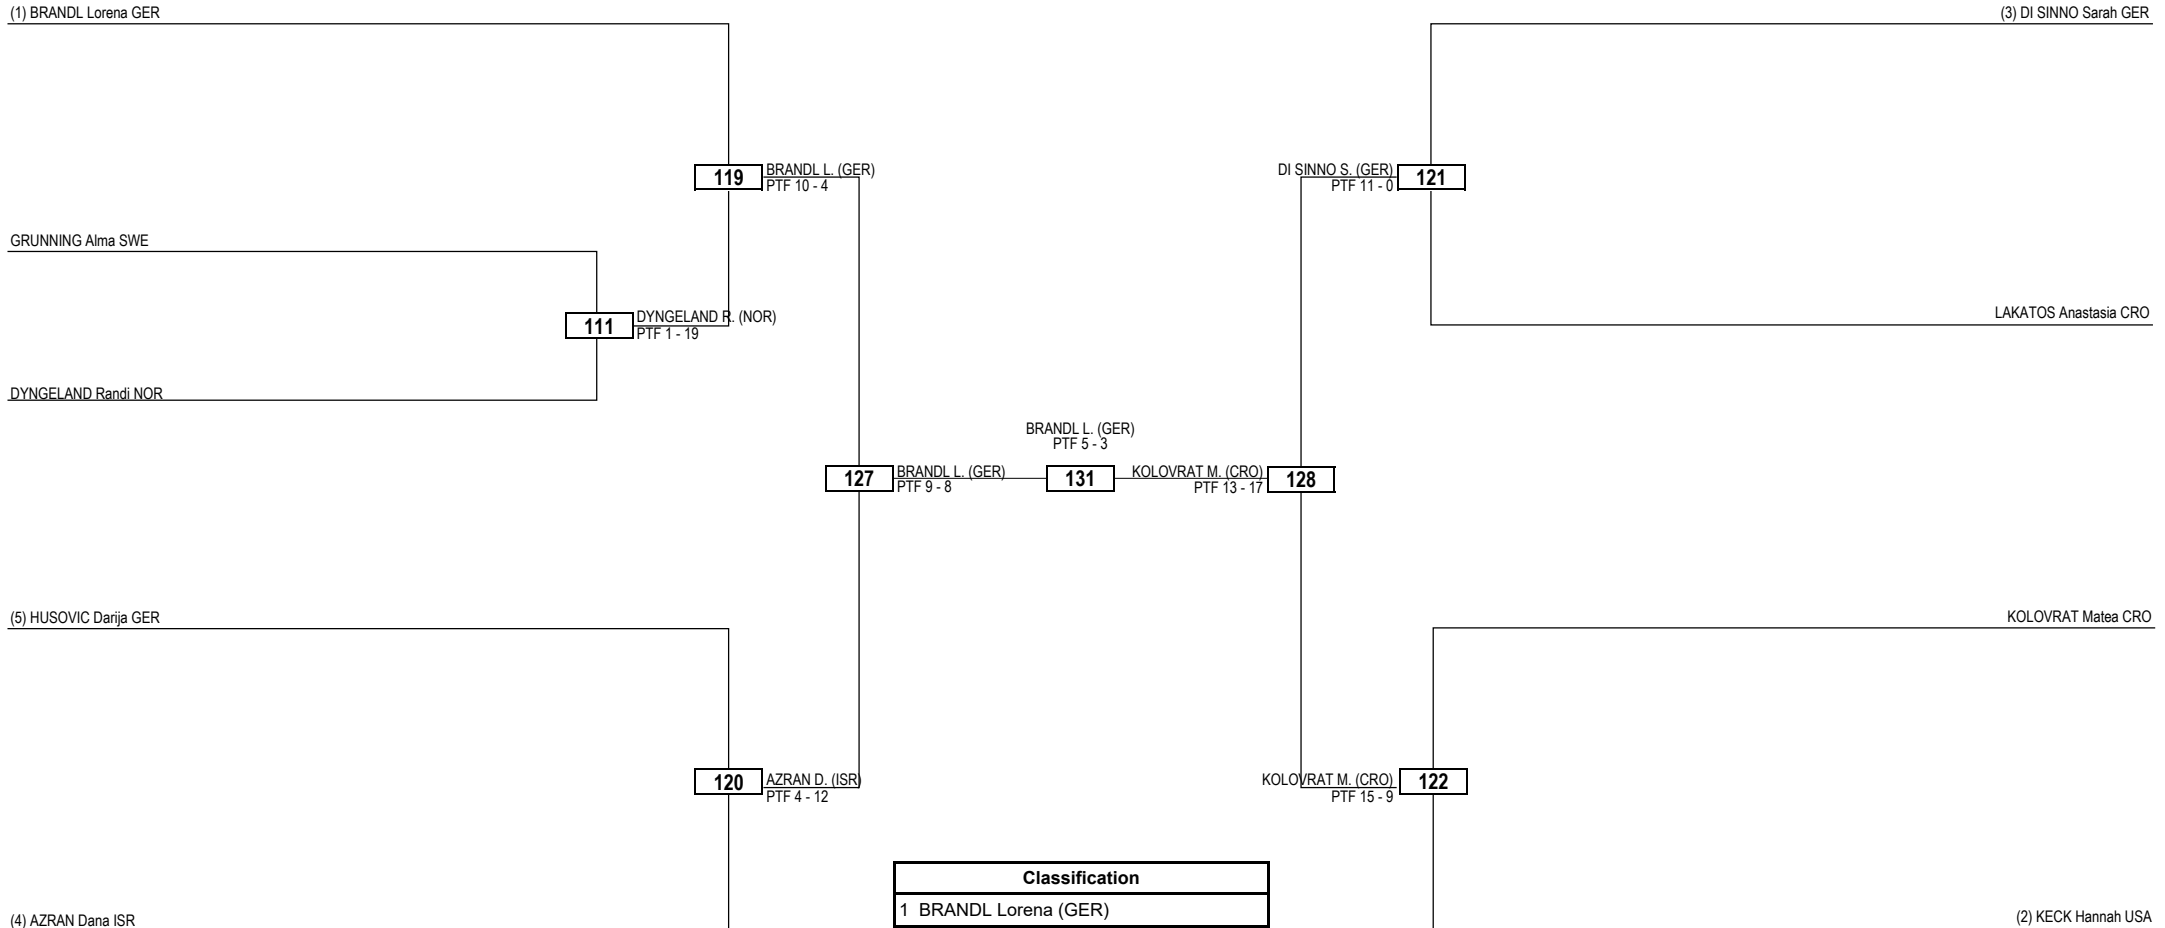 (1) BRANDL Lorena GER
(3) DI SINNO Sarah GER
119
BRANDL L. (GER)
PTF 10 - 4
DI SINNO S. (GER)
PTF 11 - 0
121
GRUNNING Alma SWE
111
DYNGELAND R. (NOR)
PTF 1 - 19
LAKATOS Anastasia CRO
DYNGELAND Randi NOR
BRANDL L. (GER)
PTF 5 - 3
127
BRANDL L. (GER)
PTF 9 - 8
131
KOLOVRAT M. (CRO)
PTF 13 - 17
128
(5) HUSOVIC Darija GER
KOLOVRAT Matea CRO
120
AZRAN D. (ISR)
PTF 4 - 12
KOLOVRAT M. (CRO)
PTF 15 - 9
122
Classification
1 BRANDL Lorena (GER)
(4) AZRAN Dana ISR
(2) KECK Hannah USA